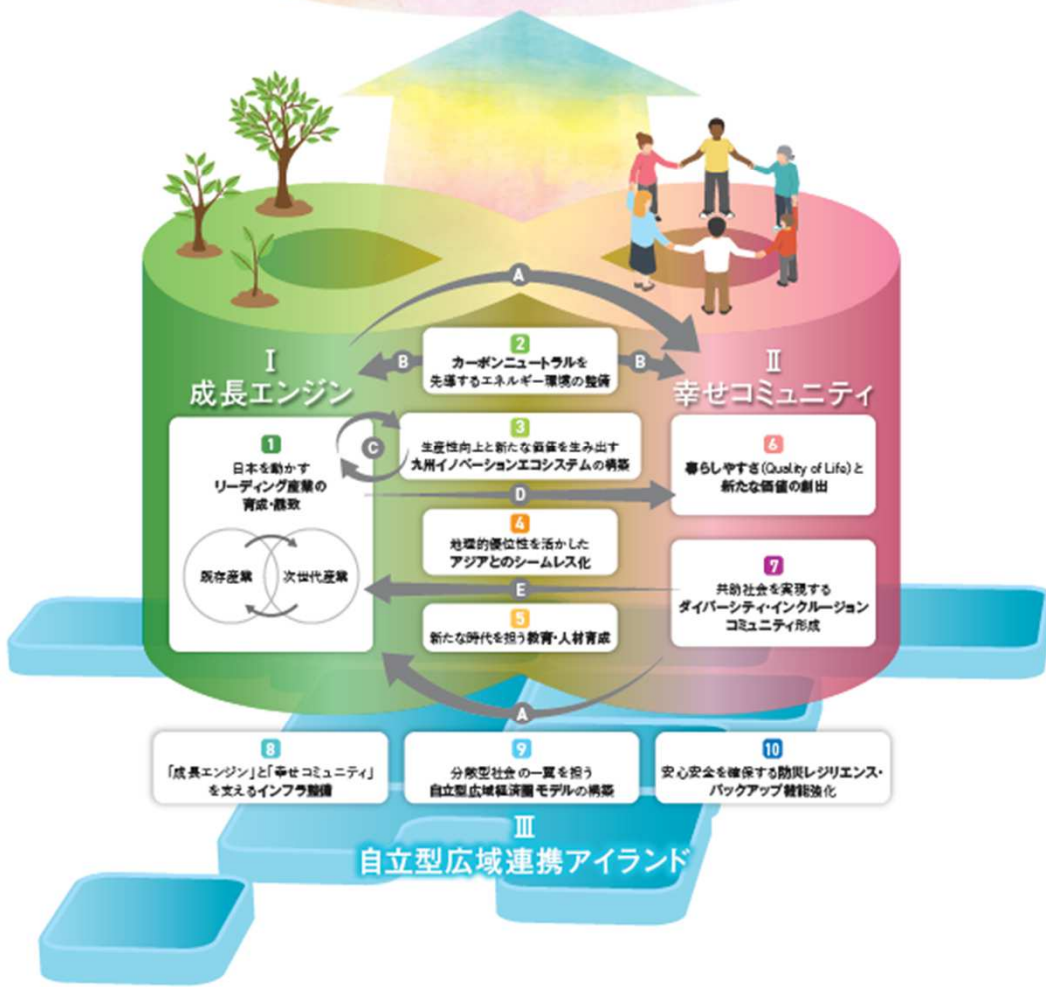 A
I
成長エンジン
II
幸せコミュニティ
B
2
カーボンニュートラルを
先導するエネルギー環境の整備
B
1
日本を動かす
リーディング産業の
育成・誘致
既存産業
次世代産業
C
3
生産性向上と新たな価値を生み出す
九州イノベーションエコシステムの構築
D
4
地理的優位性を活かした
アジアとのシームレス化
E
5
新たな時代を担う教育・人材育成
6
暮らしやすさ(Quality of Life)と
新たな価値の創出
7
共助社会を実現する
ダイバーシティ・インクルージョン
コミュニティ形成
A
8
「成長エンジン」と「幸せコミュニティ」
を支えるインフラ整備
9
分散型社会の一翼を担う
自立型広域経済圏モデルの構築
10
安心安全を確保する防災レジリエンス・
バックアップ機能強化
III
自立型広域連携アイランド